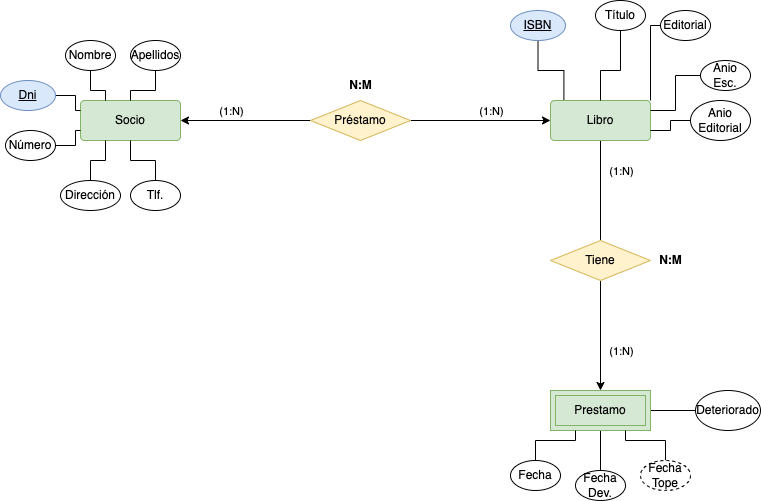 ISBN
Título
Editorial
Nombre
Apellidos
Anio
Esc.
Dni
N:M
Socio
(1:N)
Préstamo
(1:N)
Libro
Anio
Editorial
Número
Dirección
Tlf.
(1:N)
Tiene
N:M
(1:N)
Prestamo
Deteriorado
Fecha
Fecha
Dev.
Fecha
Tope